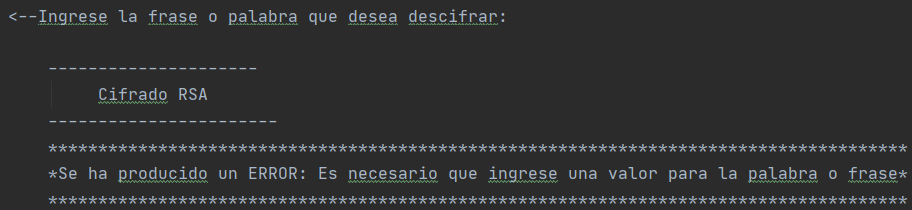 <--Ingrese la frase o palabra que desea descifrar:
---------------------
Cifrado RSA
-----------------------
**************************************************************************************
*Se ha producido un ERROR: Es necesario que ingrese una valor para la palabra o frase*
**************************************************************************************